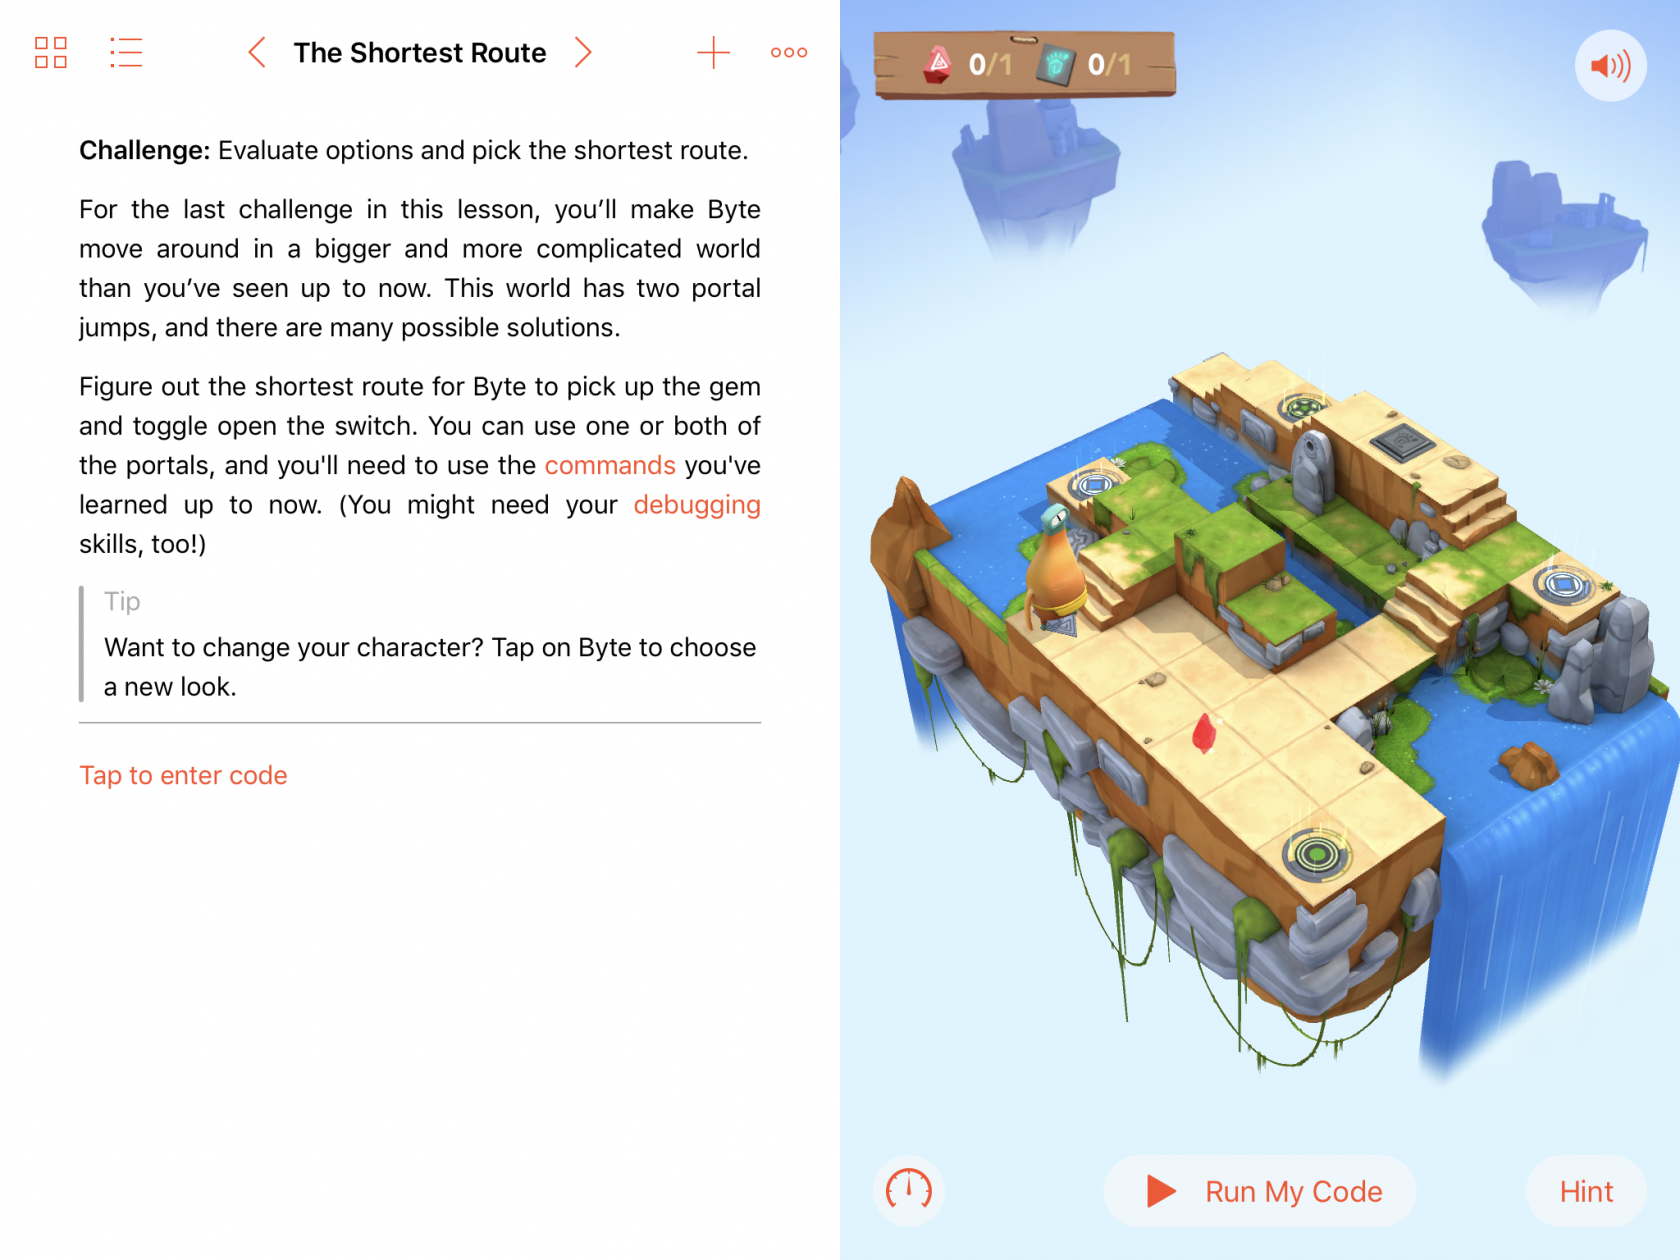 The Shortest Route
Challenge: Evaluate options and pick the shortest route.
For the last challenge in this lesson, you’ll make Byte
move around in a bigger and more complicated world
than you’ve seen up to now. This world has two portal
jumps, and there are many possible solutions.
Figure out the shortest route for Byte to pick up the gem
and toggle open the switch. You can use one or both of
the portals, and you'll need to use the commands you've
learned up to now. (You might need your debugging
skills, too!)
Tip
Want to change your character? Tap on Byte to choose
a new look.
Tap to enter code
0/1 0/1
Run My Code
Hint